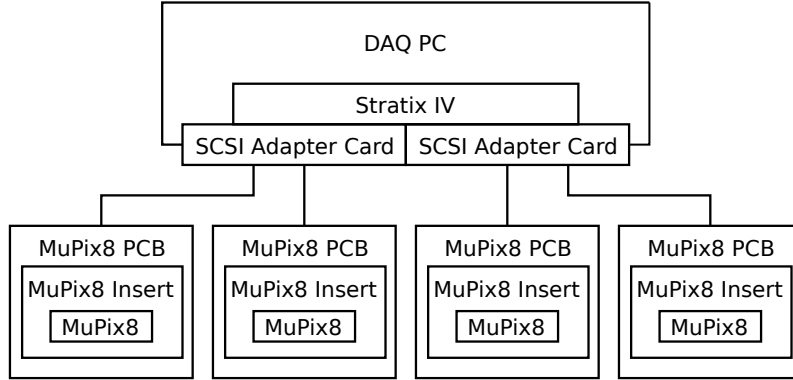 DAQ PC
Stratix IV
SCSI Adapter Card SCSI Adapter Card
MuPix8 PCB MuPix8 PCB MuPix8 PCB MuPix8 PCB
MuPix8 Insert MuPix8 Insert MuPix8 Insert MuPix8 Insert
MuPix8 MuPix8 MuPix8 MuPix8